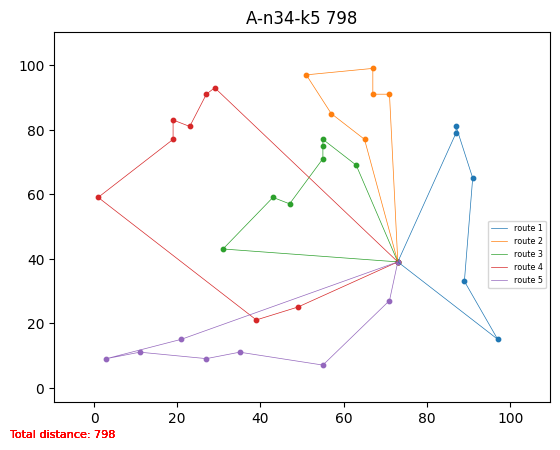 A-n34-k5 798
100
80
60
40
20
0
route 1
route 2
route 3
route 4
route 5
0 20 40 60 80 100
Total distance: 798